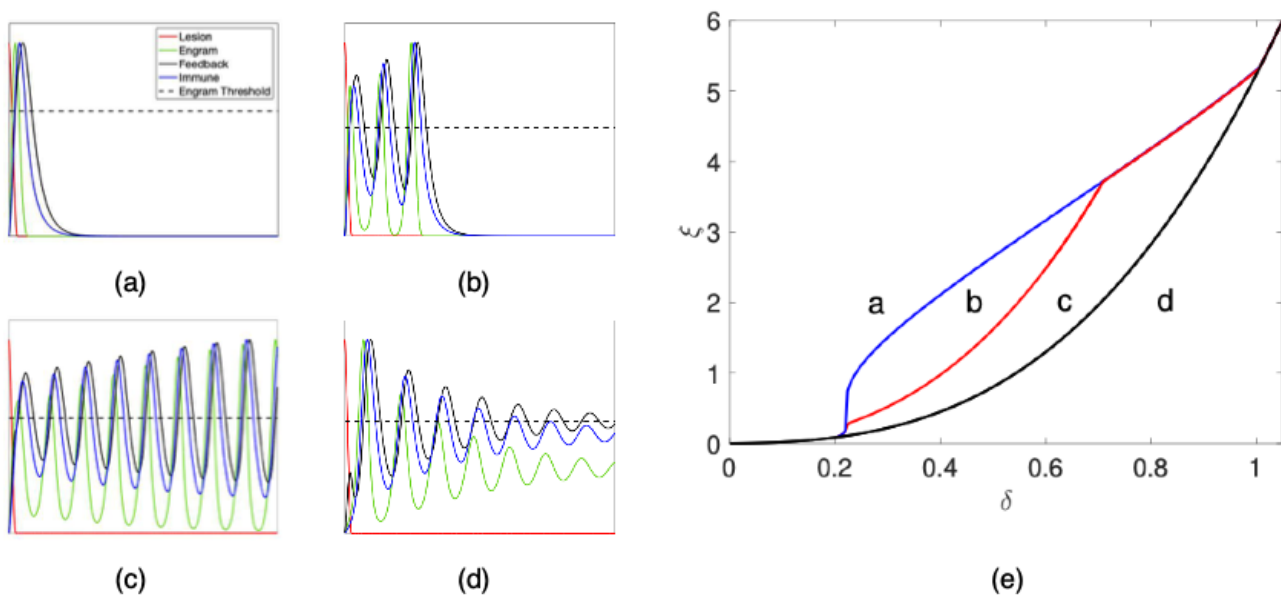 Lesion
Engram
Feedback
Immune
Engram Threshold
(a)
(b)
(c)
(d)
6
5
4
3
2
1
0
ξ
a
b
c
d
0
0.2
0.4
0.6
0.8
1
δ
(e)